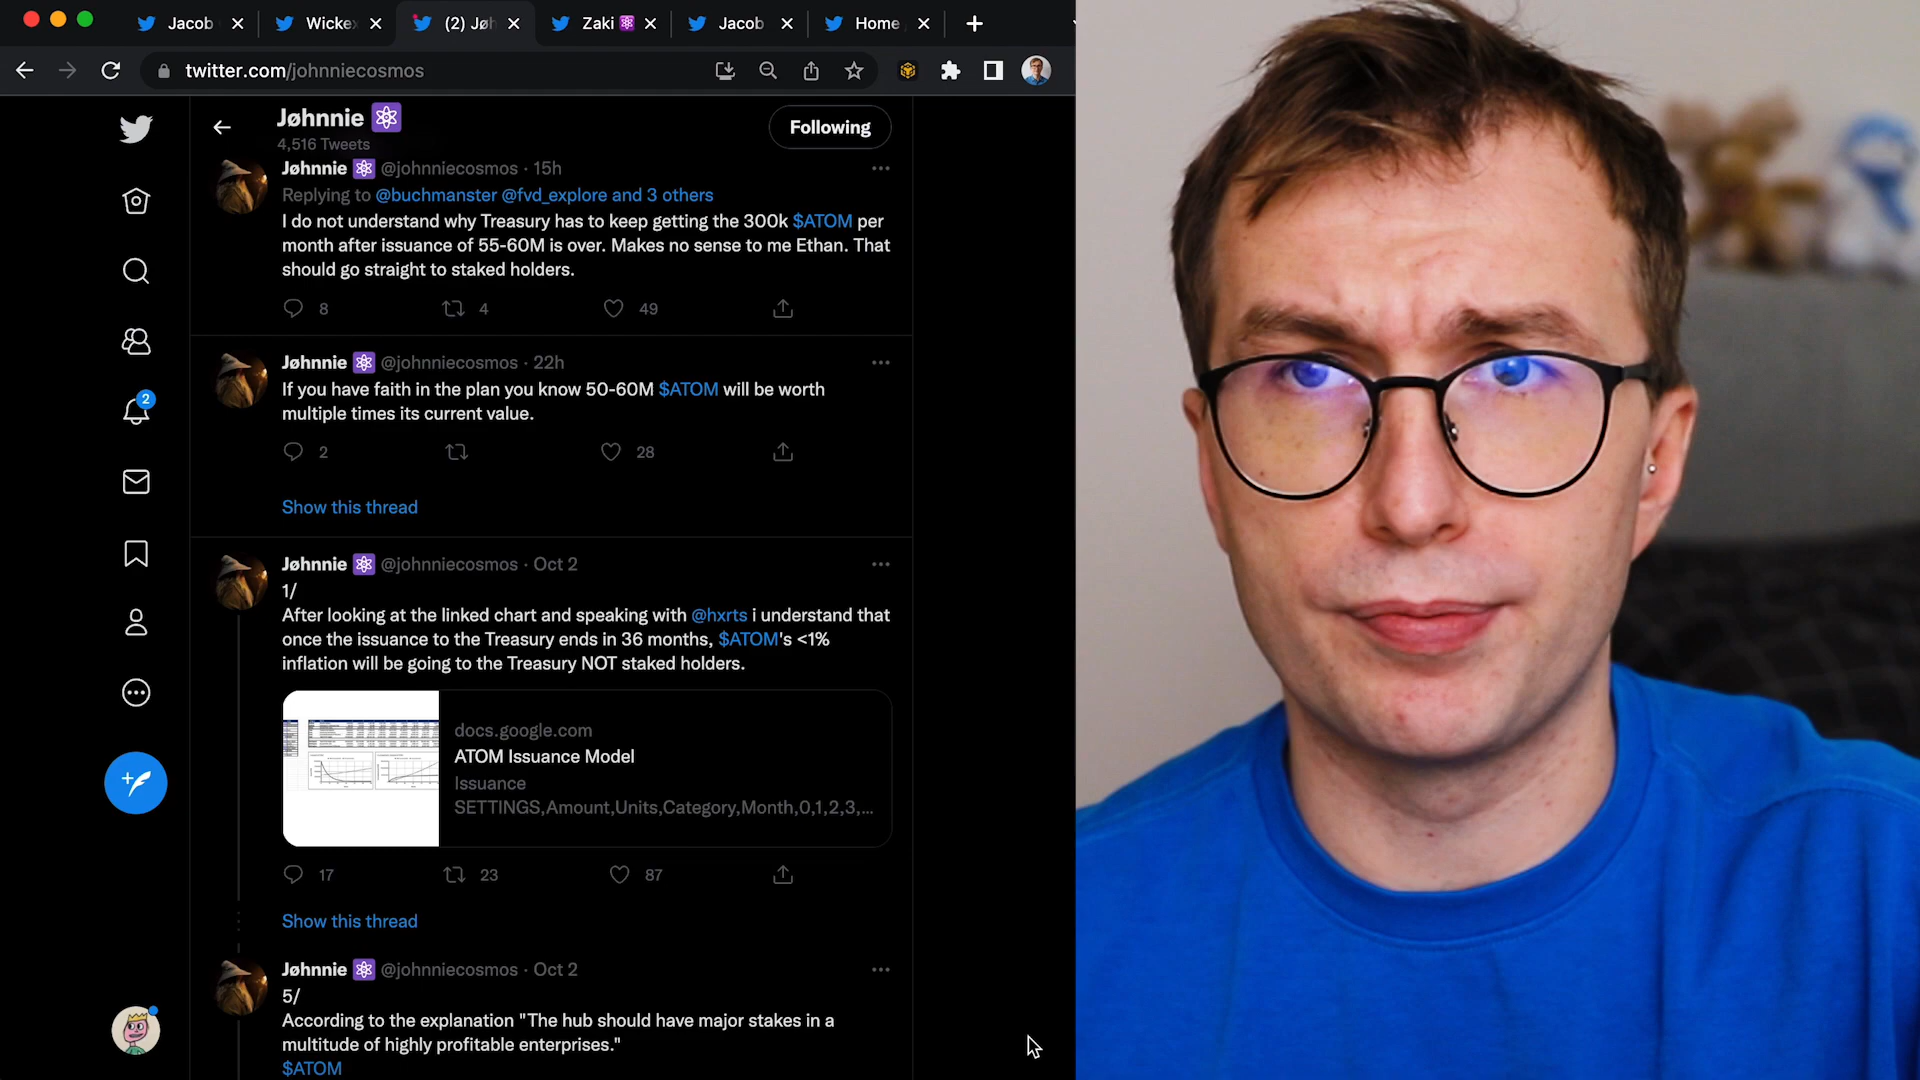 Jacob
Wicke
(2) Jøh
Zaki
Jacob
Home
twitter.com/johnniecosmos
Jøhnnie
4,516 Tweets
Following
Jøhnnie @johnniecosmos · 15h
Replying to @buchmanster @fvd_explore and 3 others
I do not understand why Treasury has to keep getting the 300k $ATOM per
month after issuance of 55-60M is over. Makes no sense to me Ethan. That
should go straight to staked holders.
8 4 49
Jøhnnie @johnniecosmos · 22h
If you have faith in the plan you know 50-60M $ATOM will be worth
multiple times its current value.
2 28
Show this thread
2
Jøhnnie @johnniecosmos · Oct 2
1/
After looking at the linked chart and speaking with @hxrts i understand that
once the issuance to the Treasury ends in 36 months, $ATOM's <1%
inflation will be going to the Treasury NOT staked holders.
docs.google.com
ATOM Issuance Model
Issuance
SETTINGS,Amount,Units,Category,Month,0,1,2,3,...
17 23 87
Show this thread
Jøhnnie @johnniecosmos · Oct 2
5/
According to the explanation "The hub should have major stakes in a
multitude of highly profitable enterprises."
$ATOM